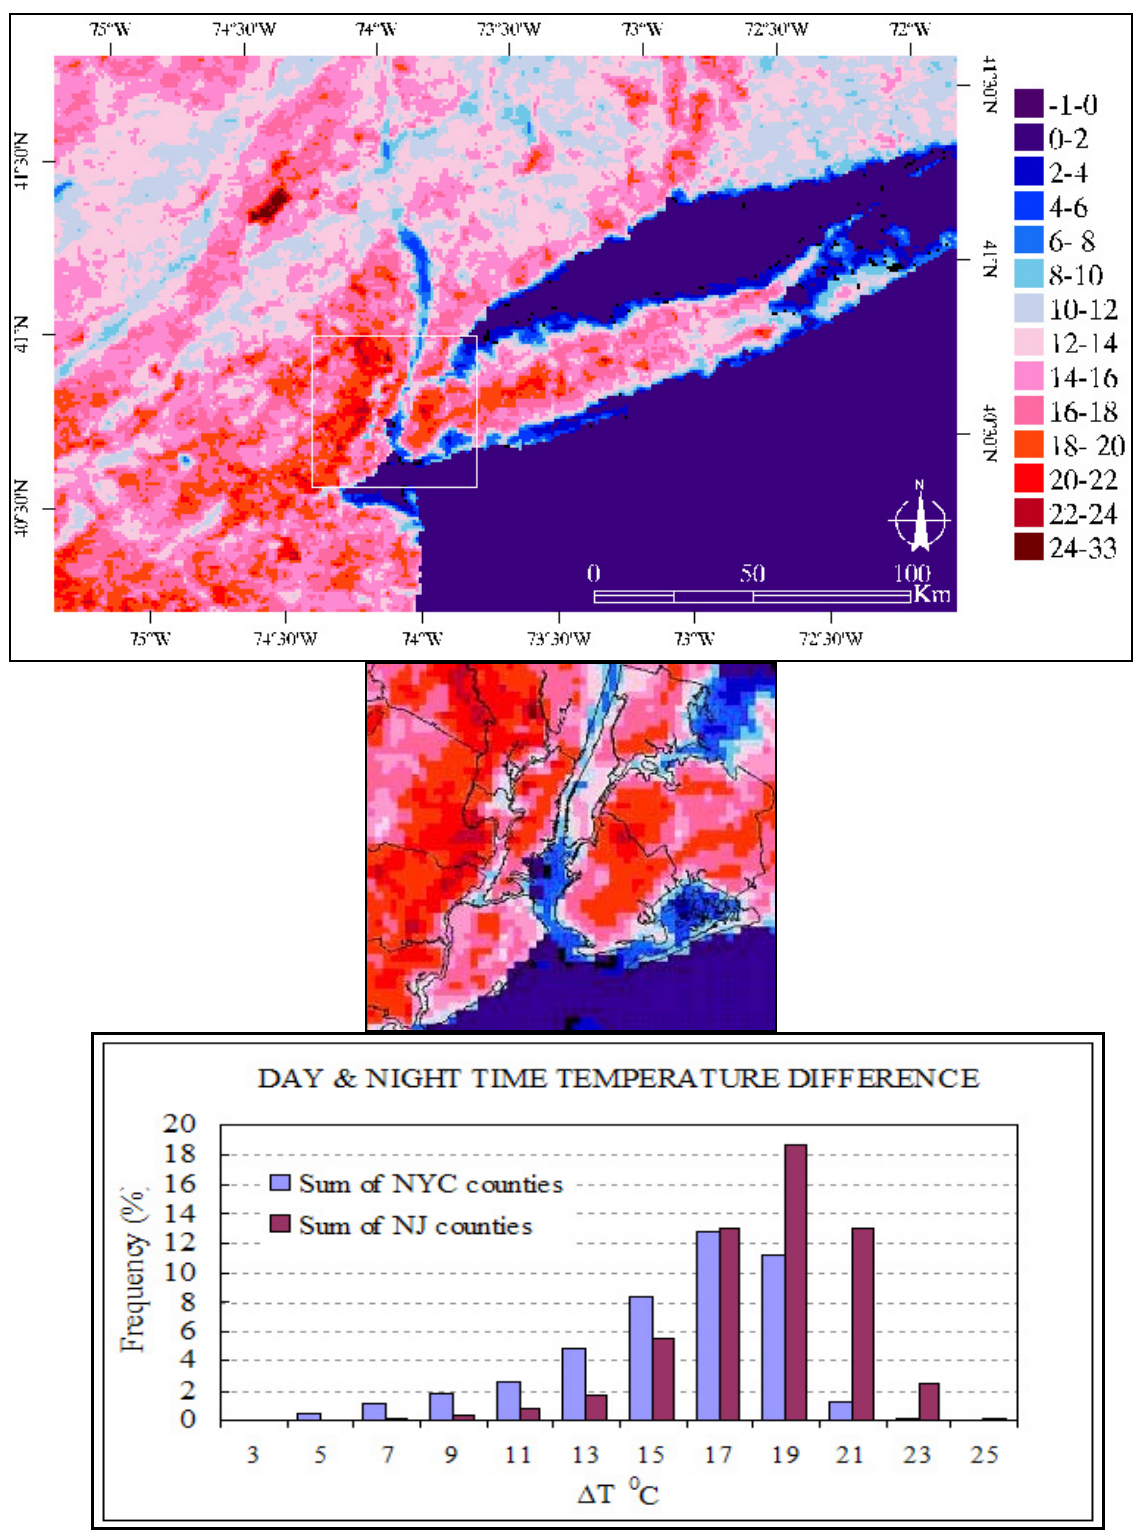 75°W 74°30'W 74°W 73°30'W 73°W 72°30'W 72°W
41°30'N
41°30'N
41°N
41°N
40°30'N
40°30'N
-1-0
0-2
2-4
4-6
6- 8
8-10
10-12
12-14
14-16
16-18
18- 20
20-22
22-24
24-33
N
0 50 100
Km
75°W 74°30'W 74°W 73°30'W 73°W 72°30'W
DAY & NIGHT TIME TEMPERATURE DIFFERENCE
Frequency (%)
20
18
16
14
12
10
8
6
4
2
0
Sum of NYC counties
Sum of NJ counties
3 5 7 9 11 13 15 17 19 21 23 25
ΔT ⁰C